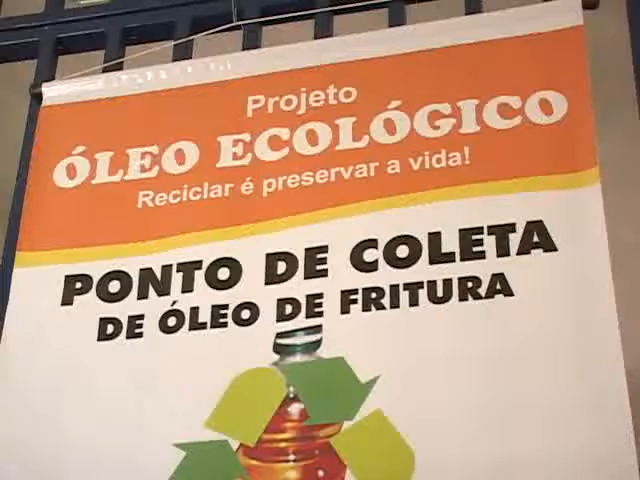 Projeto
ÓLEO ECOLÓGICO
Reciclar é preservar a vida!
PONTO DE COLETA
DE ÓLEO DE FRITURA